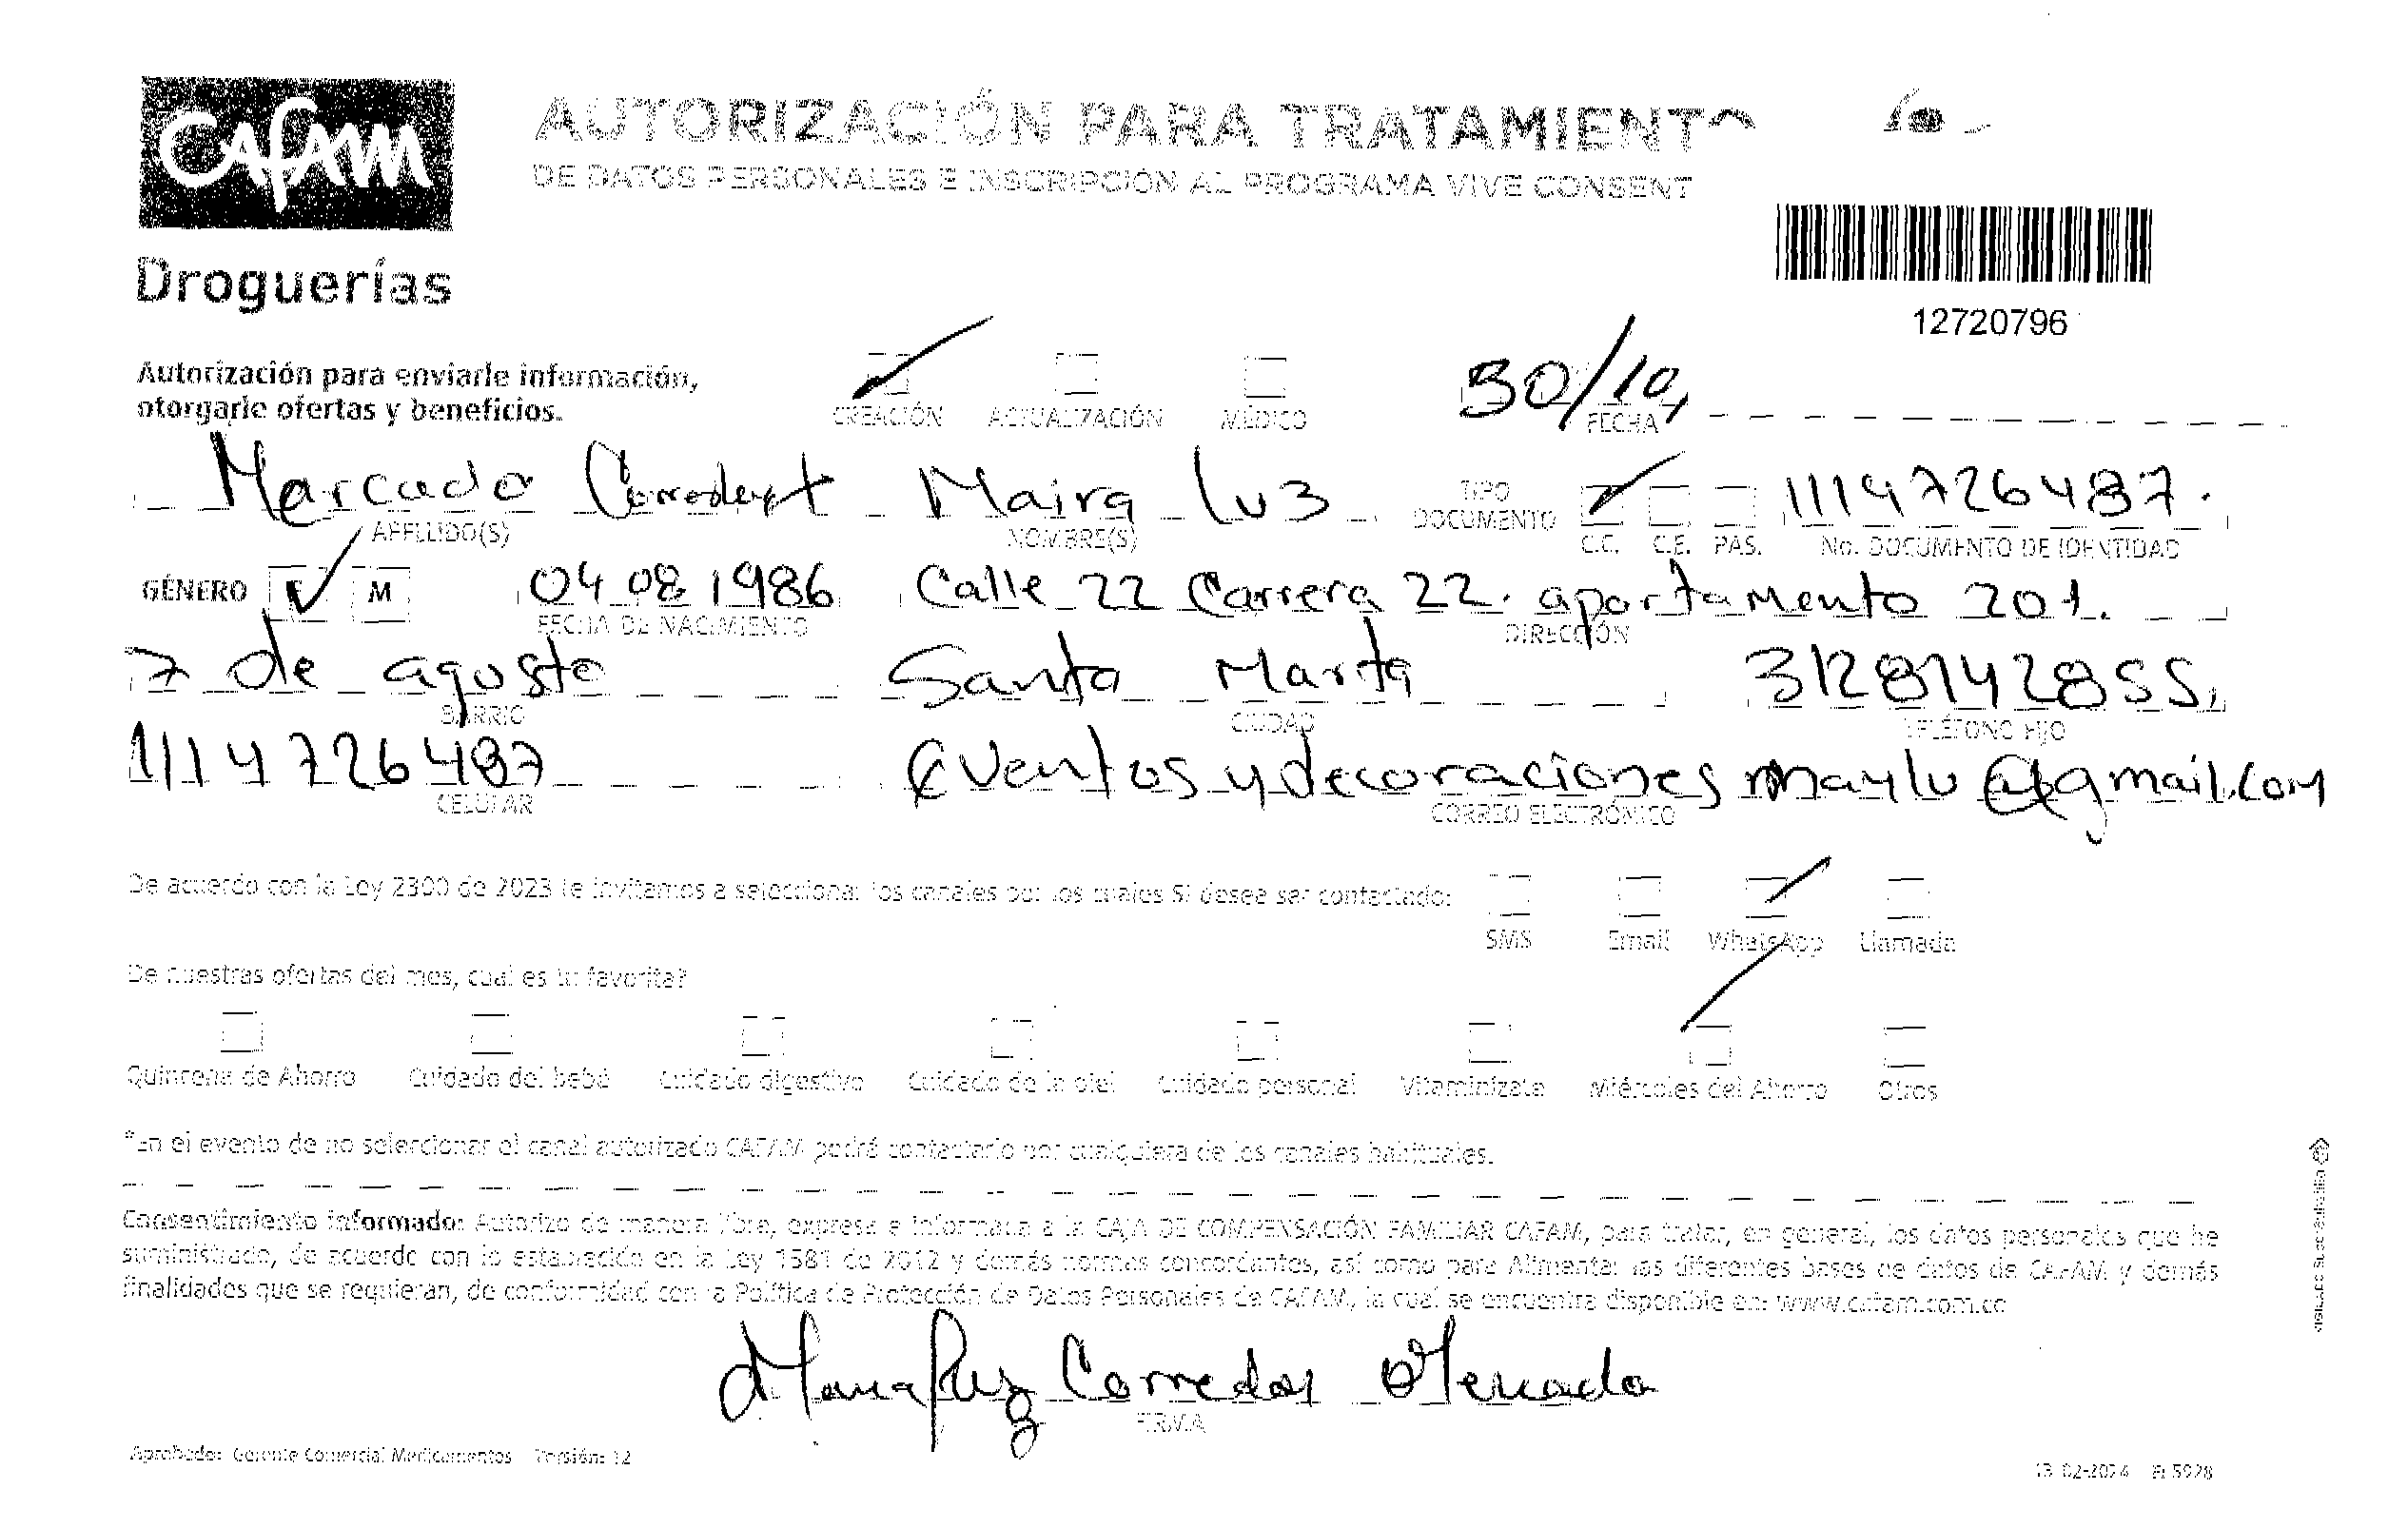 CAFAM
Droguerías
AUTORIZACIÓN PARA TRATAMIENTO
DE DATOS PERSONALES E INSCRIPCIÓN AL PROGRAMA VIVE CONSENT
12720796
Autorización para enviarle información,
otorgarle ofertas y beneficios.
CREACIÓN ACTUALIZACIÓN MÉDICO
30/10,
FECHA
Mercado Maira luz
APELLIDO(S) NOMBRE(S)
TIPO DOCUMENTO C.C. C.E. PAS.
1114726487.
No. DOCUMENTO DE IDENTIDAD
GÉNERO F M 04 08 1986 Calle 22 Carrera 22. apartamento 201.
FECHA DE NACIMIENTO DIRECCIÓN
7 de agosto Santa Marta 3128142855
BARRIO CIUDAD TELÉFONO FIJO
1114726487 Eventosydecoracionesmaylu@gmail.com
CELULAR CORREO ELECTRÓNICO
De acuerdo con la Ley 2300 de 2023 le invitamos a seleccionar los canales por los cuales SI desea ser contactado:
SMS Email WhatsApp Llamada
De nuestras ofertas del mes, cual es tu favorita?
Quincena de Ahorro Cuidado del bebé Cuidado digestivo Cuidado de la piel Cuidado personal Vitaminízate Miércoles del Ahorro Otros
*En el evento de no seleccionar el canal autorizado CAFAM podrá contactarlo por cualquiera de los canales habituales.
Consentimiento informado: Autorizo de manera libre, expresa e informada a la CAJA DE COMPENSACIÓN FAMILIAR CAFAM, para tratar, en general, los datos personales que he
suministrado, de acuerdo con lo establecido en la Ley 1581 de 2012 y demás normas concordantes, así como para Alimentar las diferentes bases de datos de CAFAM y demás
finalidades que se requieran, de conformidad con la Política de Protección de Datos Personales de CAFAM, la cual se encuentra disponible en: www.cafam.com.co
Maira Luz Corredor Mercado
FIRMA
Aprobado: Gerente Comercial Medicamentos Versión: 12
13-02-2024
VIGILADO SuperSubsidio